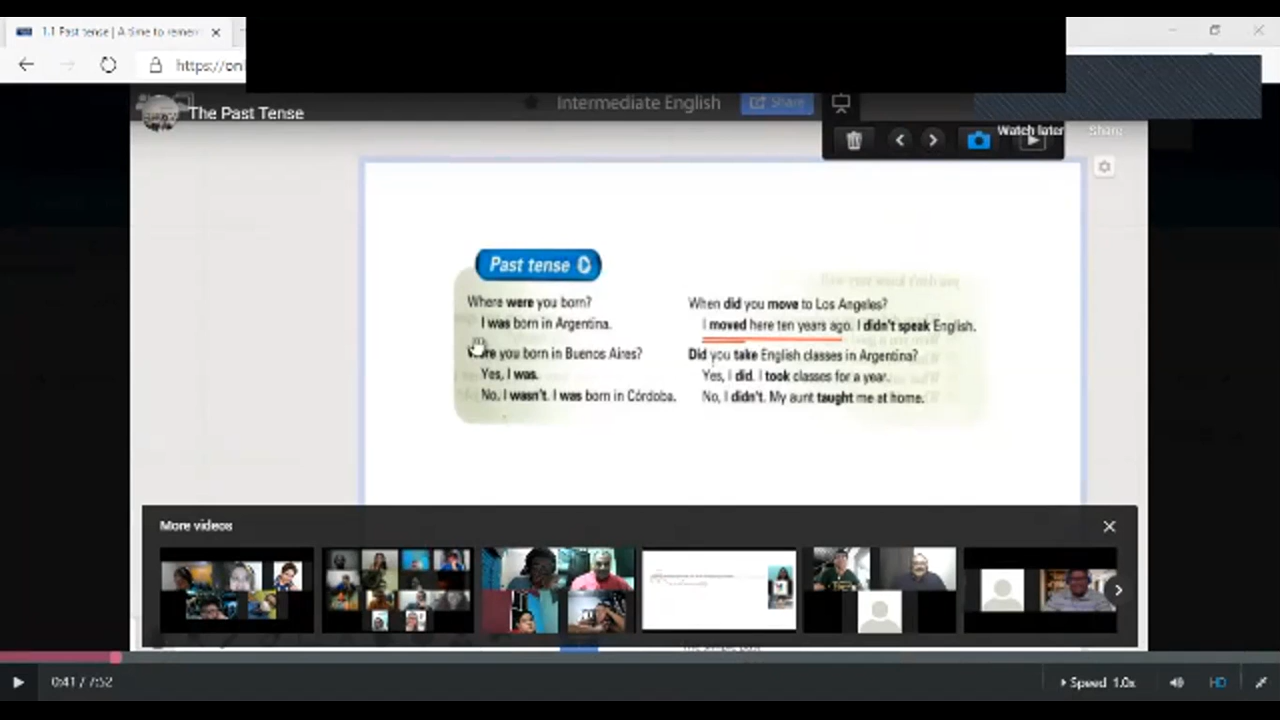 1.1 Past tense | A time to remem
https://onl
The Past Tense
Intermediate English
Share
Watch later
Share
Past tense
Where were you born?
I was born in Argentina.
Were you born in Buenos Aires?
Yes, I was.
No, I wasn't. I was born in Córdoba.
When did you move to Los Angeles?
I moved here ten years ago. I didn't speak English.
Did you take English classes in Argentina?
Yes, I did. I took classes for a year.
No, I didn't. My aunt taught me at home.
More videos
0:41 / 7:52
Speed 1.0x
HD